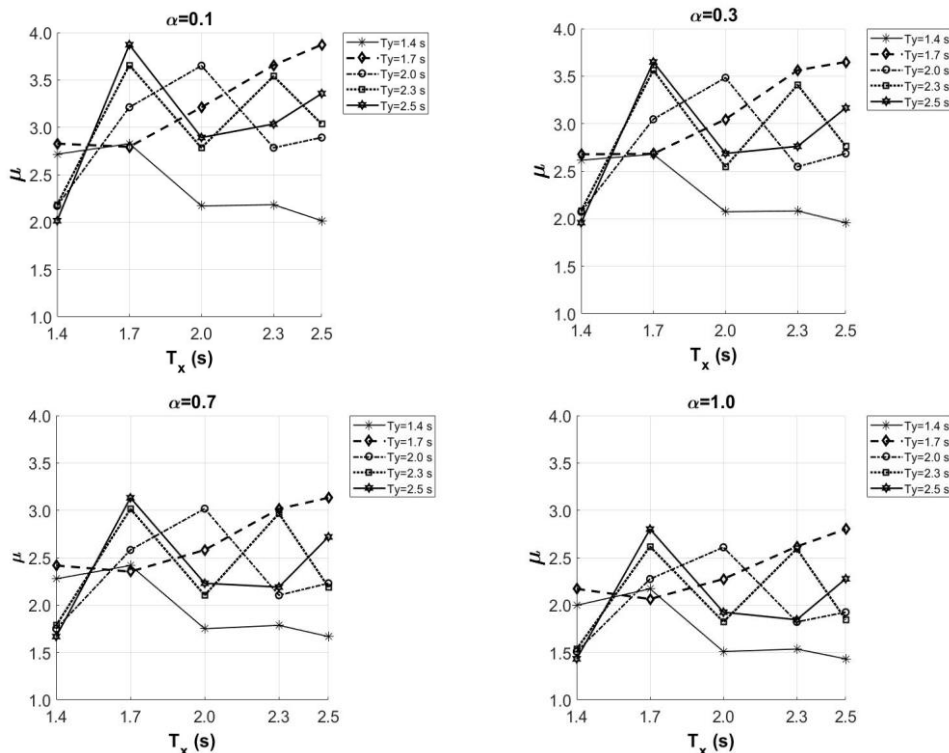 α=0.1
4.0
3.5
3.0
2.5
2.0
1.5
1.0
μ
1.4 1.7 2.0 2.3 2.5
T_x (s)
Ty=1.4 s
Ty=1.7 s
Ty=2.0 s
Ty=2.3 s
Ty=2.5 s
α=0.3
4.0
3.5
3.0
2.5
2.0
1.5
1.0
μ
1.4 1.7 2.0 2.3 2.5
T_x (s)
Ty=1.4 s
Ty=1.7 s
Ty=2.0 s
Ty=2.3 s
Ty=2.5 s
α=0.7
4.0
3.5
3.0
2.5
2.0
1.5
1.0
μ
1.4 1.7 2.0 2.3 2.5
T_x (s)
Ty=1.4 s
Ty=1.7 s
Ty=2.0 s
Ty=2.3 s
Ty=2.5 s
α=1.0
4.0
3.5
3.0
2.5
2.0
1.5
1.0
μ
1.4 1.7 2.0 2.3 2.5
T_x (s)
Ty=1.4 s
Ty=1.7 s
Ty=2.0 s
Ty=2.3 s
Ty=2.5 s